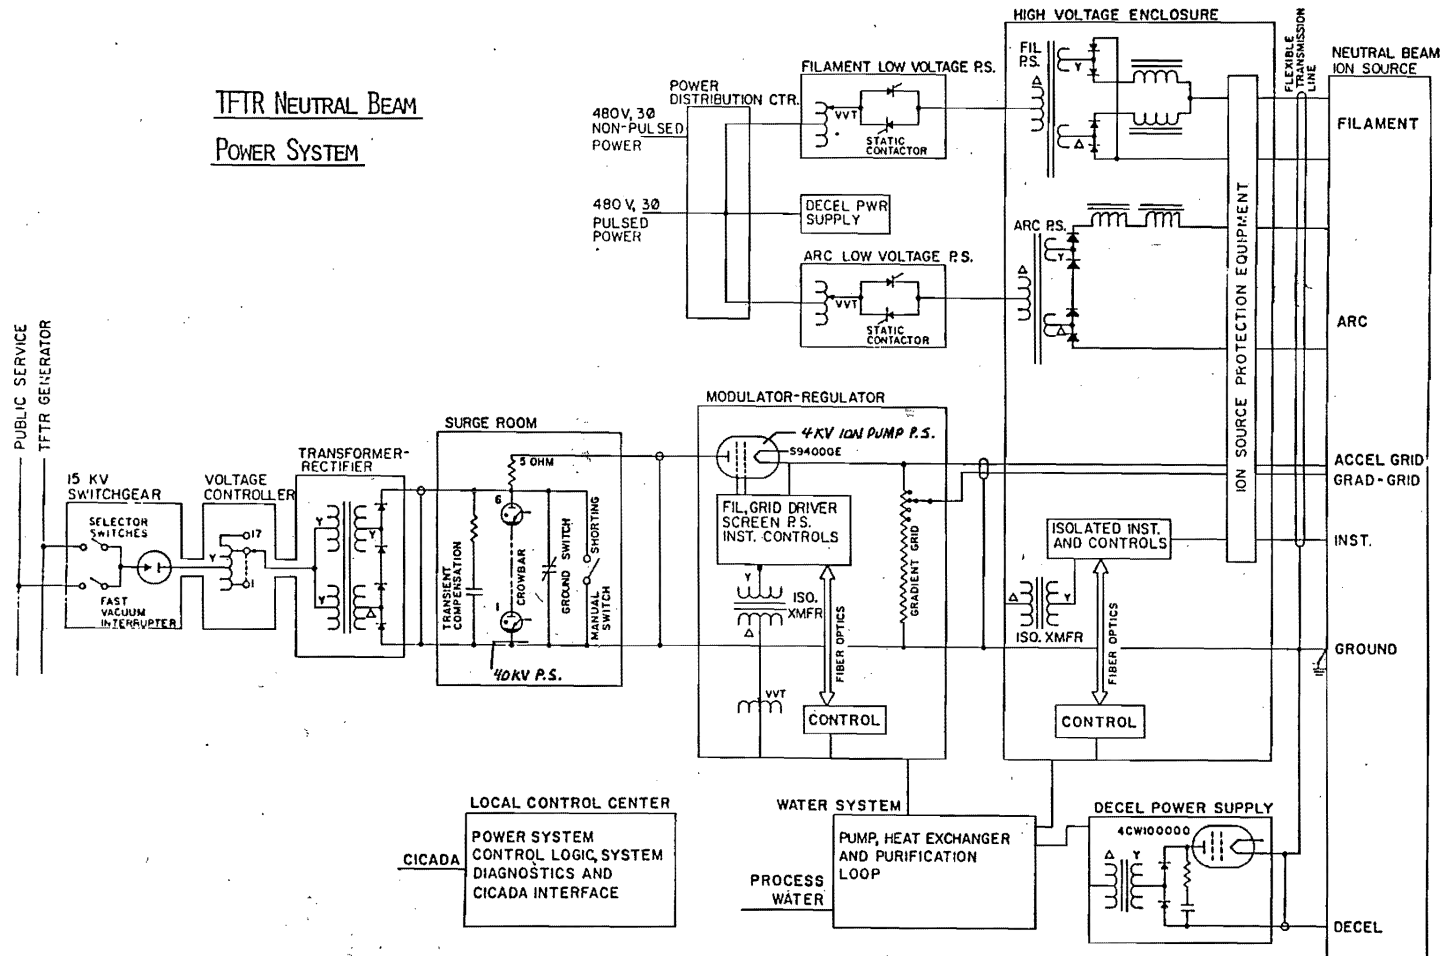 TFTR NEUTRAL BEAM
POWER SYSTEM
HIGH VOLTAGE ENCLOSURE
FLEXIBLE
TRANSMISSION
LINE
NEUTRAL BEAM
ION SOURCE
FILAMENT LOW VOLTAGE P.S.
VVT
STATIC
CONTACTOR
POWER
DISTRIBUTION CTR.
480V, 30
NON-PULSED
POWER
480V, 30
PULSED
POWER
DECEL PWR
SUPPLY
ARC LOW VOLTAGE P.S.
VVT
STATIC
CONTACTOR
FIL
P.S.
Δ
Y
Δ
ARC P.S.
Δ
Y
Δ
ION SOURCE PROTECTION EQUIPMENT
FILAMENT
ARC
ACCEL GRID
GRAD-GRID
INST.
GROUND
DECEL
PUBLIC SERVICE
TFTR GENERATOR
15 KV
SWITCHGEAR
SELECTOR
SWITCHES
FAST
VACUUM
INTERRUPTER
VOLTAGE
CONTROLLER
17
Y
1
TRANSFORMER-
RECTIFIER
Y
Y
Y
Δ
SURGE ROOM
5 OHM
6
1
TRANSIENT
COMPENSATION
CROWBAR
GROUND SWITCH
MANUAL SHORTING
SWITCH
40KV P.S.
MODULATOR-REGULATOR
4KV ION PUMP P.S.
S94000E
FIL, GRID DRIVER
SCREEN P.S.
INST. CONTROLS
Y
ISO.
XMFR
Δ
VVT
FIBER OPTICS
GRADIENT GRID
CONTROL
ISOLATED INST.
AND CONTROLS
Δ
Y
ISO. XMFR
FIBER OPTICS
CONTROL
LOCAL CONTROL CENTER
POWER SYSTEM
CONTROL LOGIC, SYSTEM
DIAGNOSTICS AND
CICADA INTERFACE
CICADA
WATER SYSTEM
PUMP, HEAT EXCHANGER
AND PURIFICATION
LOOP
PROCESS
WATER
DECEL POWER SUPPLY
4CW100000
Δ
Y